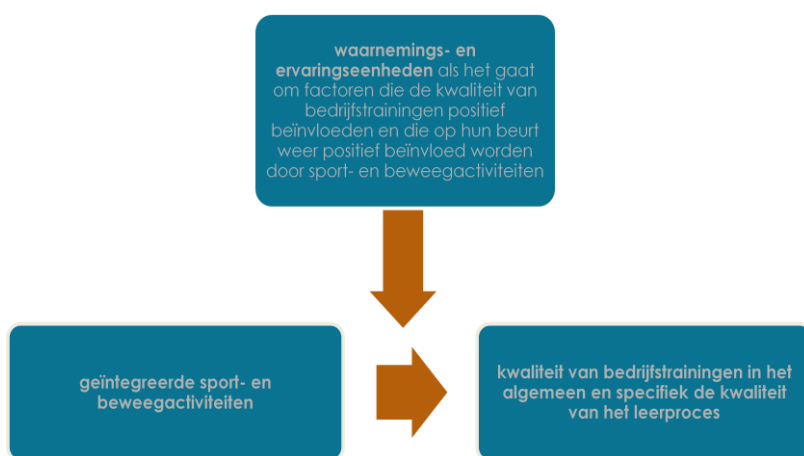 waarnemings- en
ervaringseenheden als het gaat
om factoren die de kwaliteit van
bedrijfstrainingen positief
beïnvloeden en die op hun beurt
weer positief beïnvloed worden
door sport- en beweegactiviteiten
geïntegreerde sport- en
beweegactiviteiten
kwaliteit van bedrijfstrainingen in het
algemeen en specifiek de kwaliteit
van het leerproces